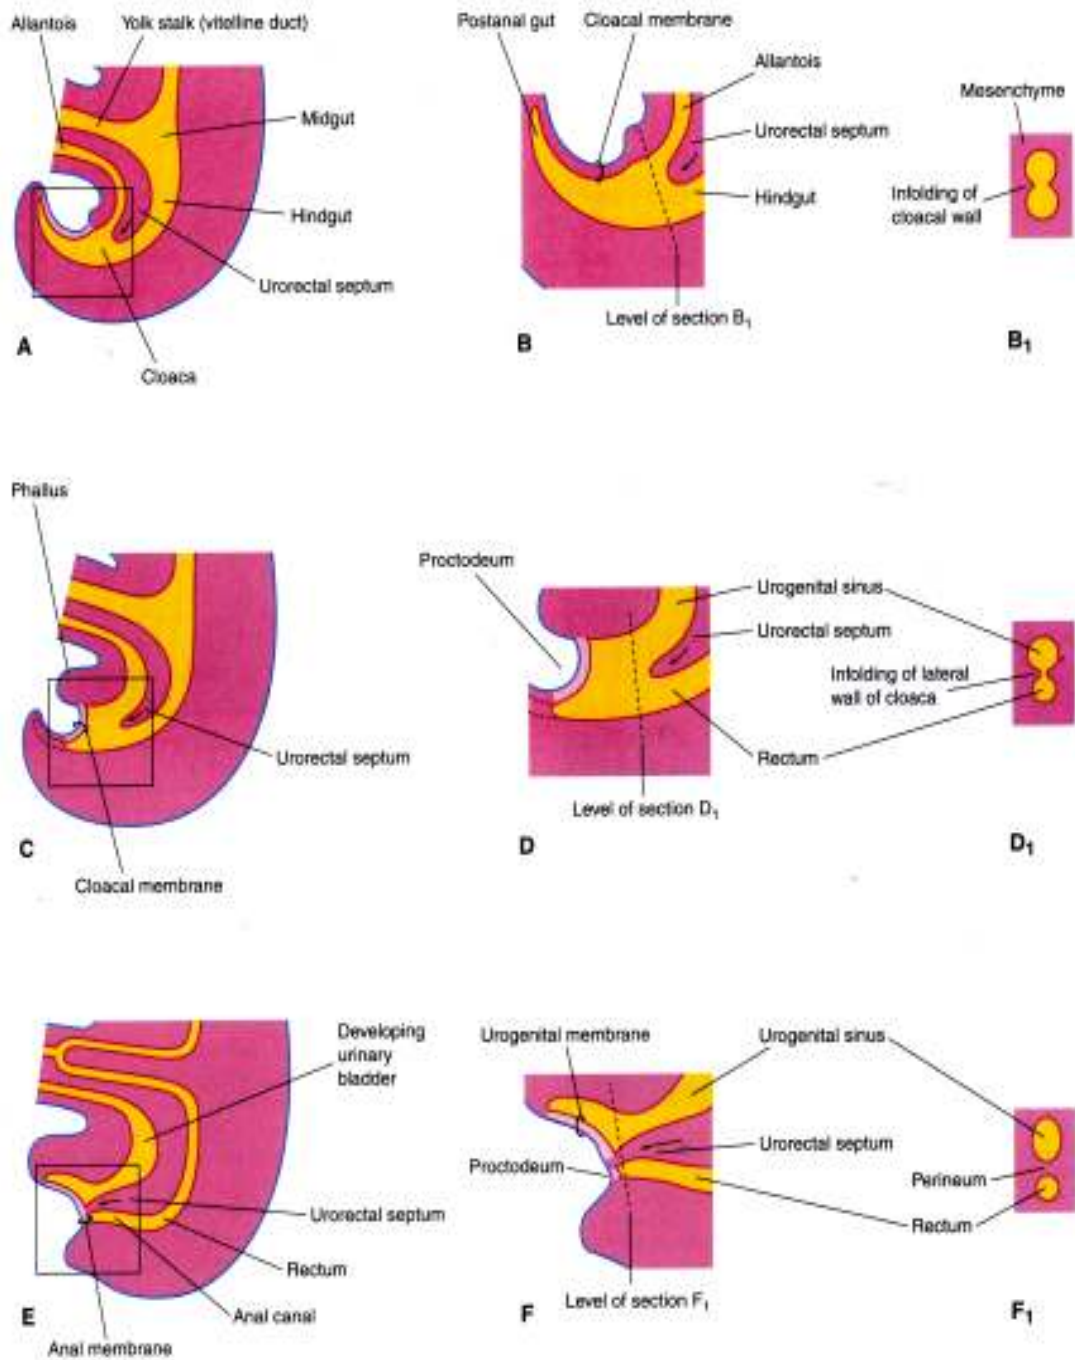 Allantois
Yolk stalk (vitelline duct)
Midgut
Hindgut
Urorectal septum
Cloaca
A
Postanal gut
Cloacal membrane
Allantois
Urorectal septum
Hindgut
Level of section B1
B
Mesenchyme
Infolding of
cloacal wall
B1
Phallus
Urorectal septum
Cloacal membrane
C
Proctodeum
Urogenital sinus
Urorectal septum
Infolding of lateral
wall of cloaca
Rectum
Level of section D1
D
D1
Developing
urinary
bladder
Urorectal septum
Rectum
Anal canal
Anal membrane
E
Urogenital membrane
Urogenital sinus
Urorectal septum
Proctodeum
Perineum
Rectum
Level of section F1
F
F1